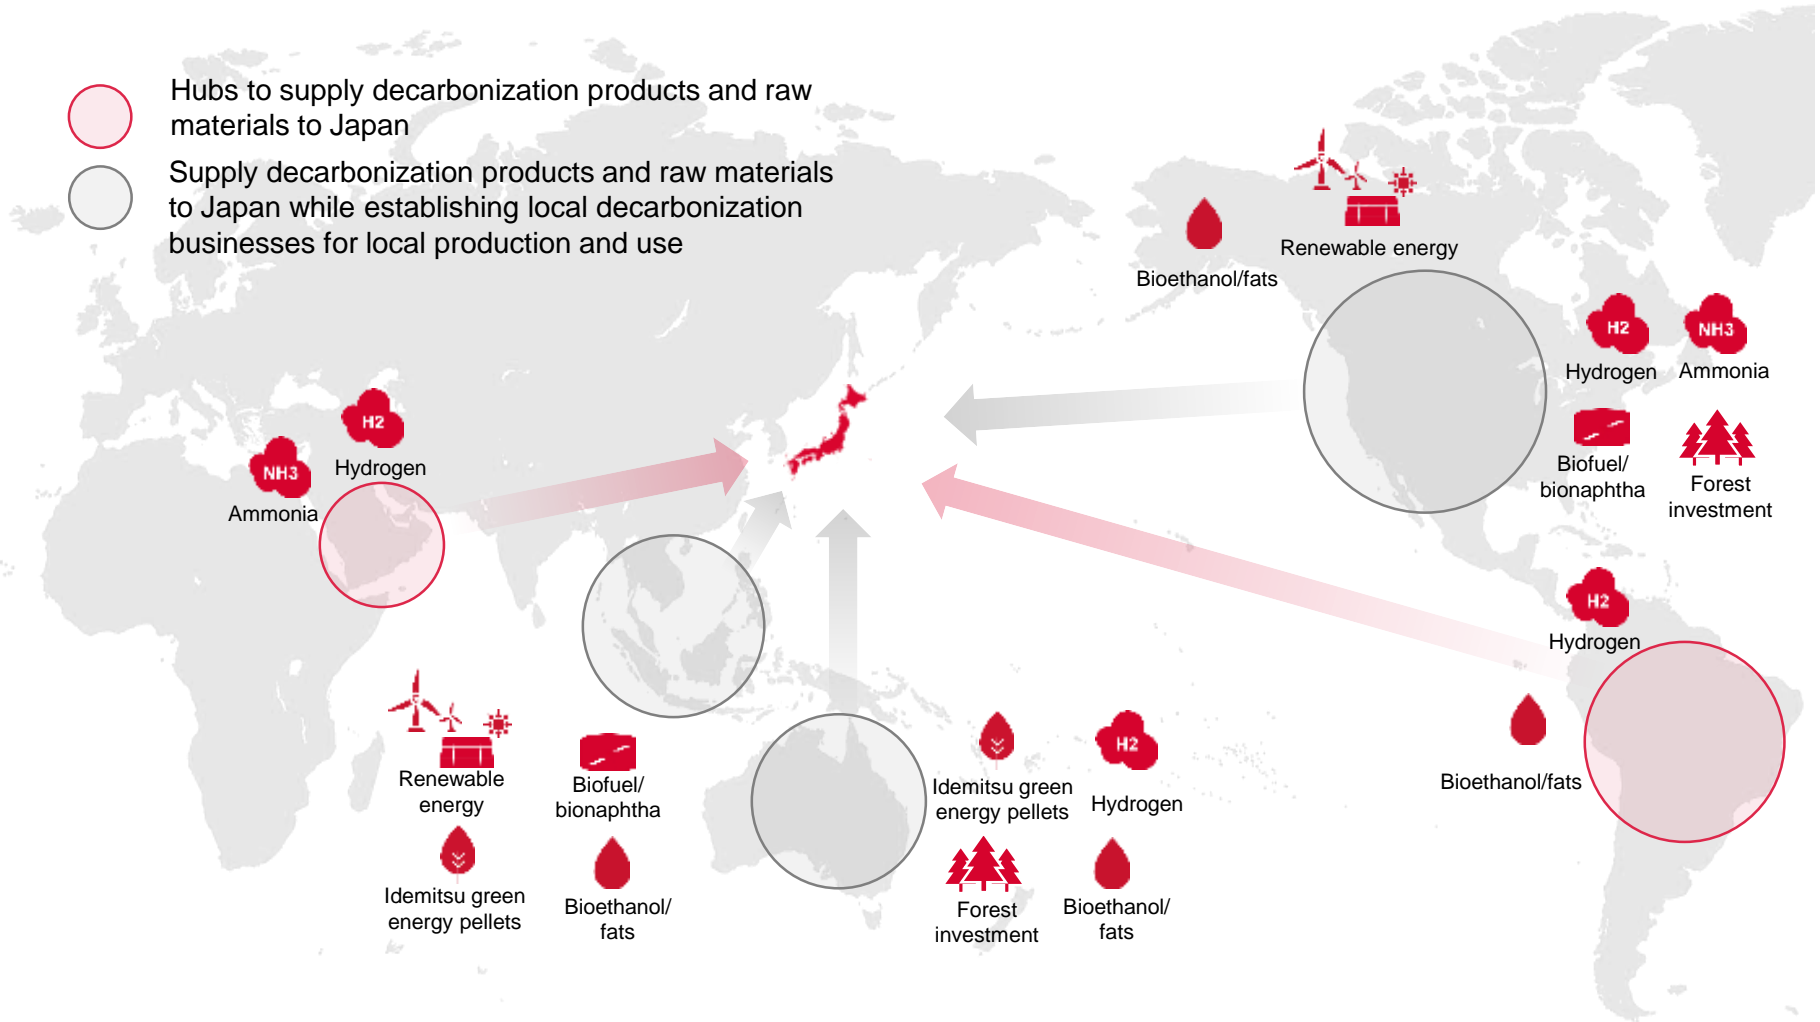 Hubs to supply decarbonization products and raw
materials to Japan
Supply decarbonization products and raw materials
to Japan while establishing local decarbonization
businesses for local production and use
Renewable energy
Bioethanol/fats
H2
Hydrogen
NH3
Ammonia
Biofuel/
bionaphtha
Forest
investment
H2
Hydrogen
NH3
Ammonia
H2
Hydrogen
Bioethanol/fats
Renewable
energy
Biofuel/
bionaphtha
Idemitsu green
energy pellets
Bioethanol/
fats
Idemitsu green
energy pellets
H2
Hydrogen
Forest
investment
Bioethanol/
fats